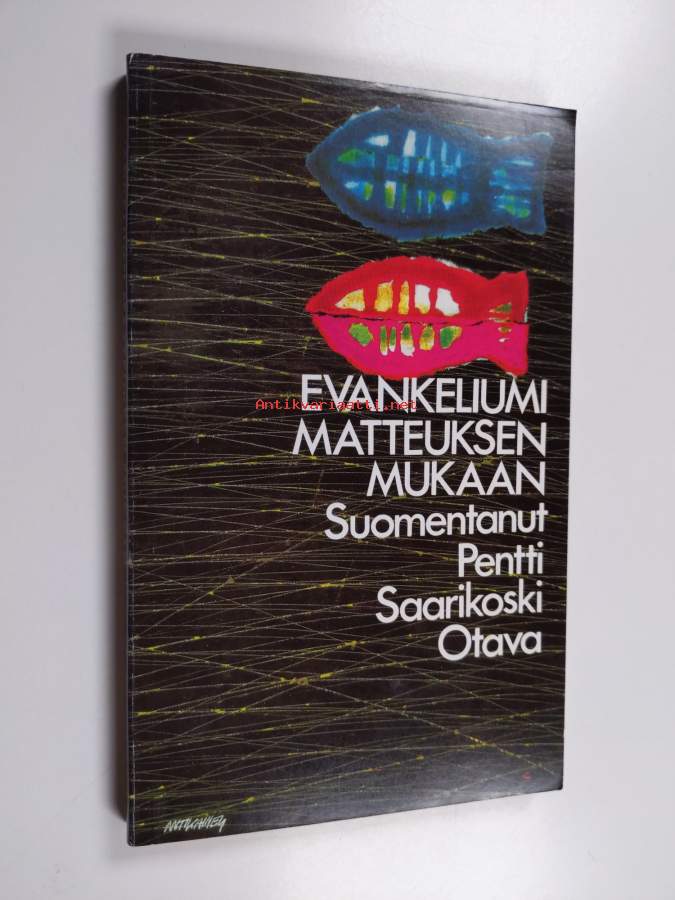 EVANKELIUMI
Antikvariaatti.net
MATTEUKSEN
MUKAAN
Suomentanut
Pentti
Saarikoski
Otava